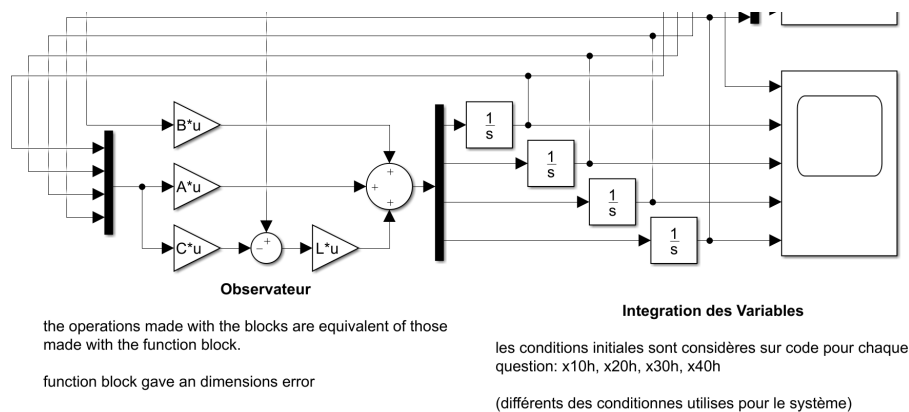 B*u
A*u
C*u
L*u
+
+
+
+
−
1
s
1
s
1
s
1
s
Observateur
the operations made with the blocks are equivalent of those
made with the function block.
function block gave an dimensions error
Integration des Variables
les conditions initiales sont considères sur code pour chaque
question: x10h, x20h, x30h, x40h
(différents des conditionnes utilises pour le système)